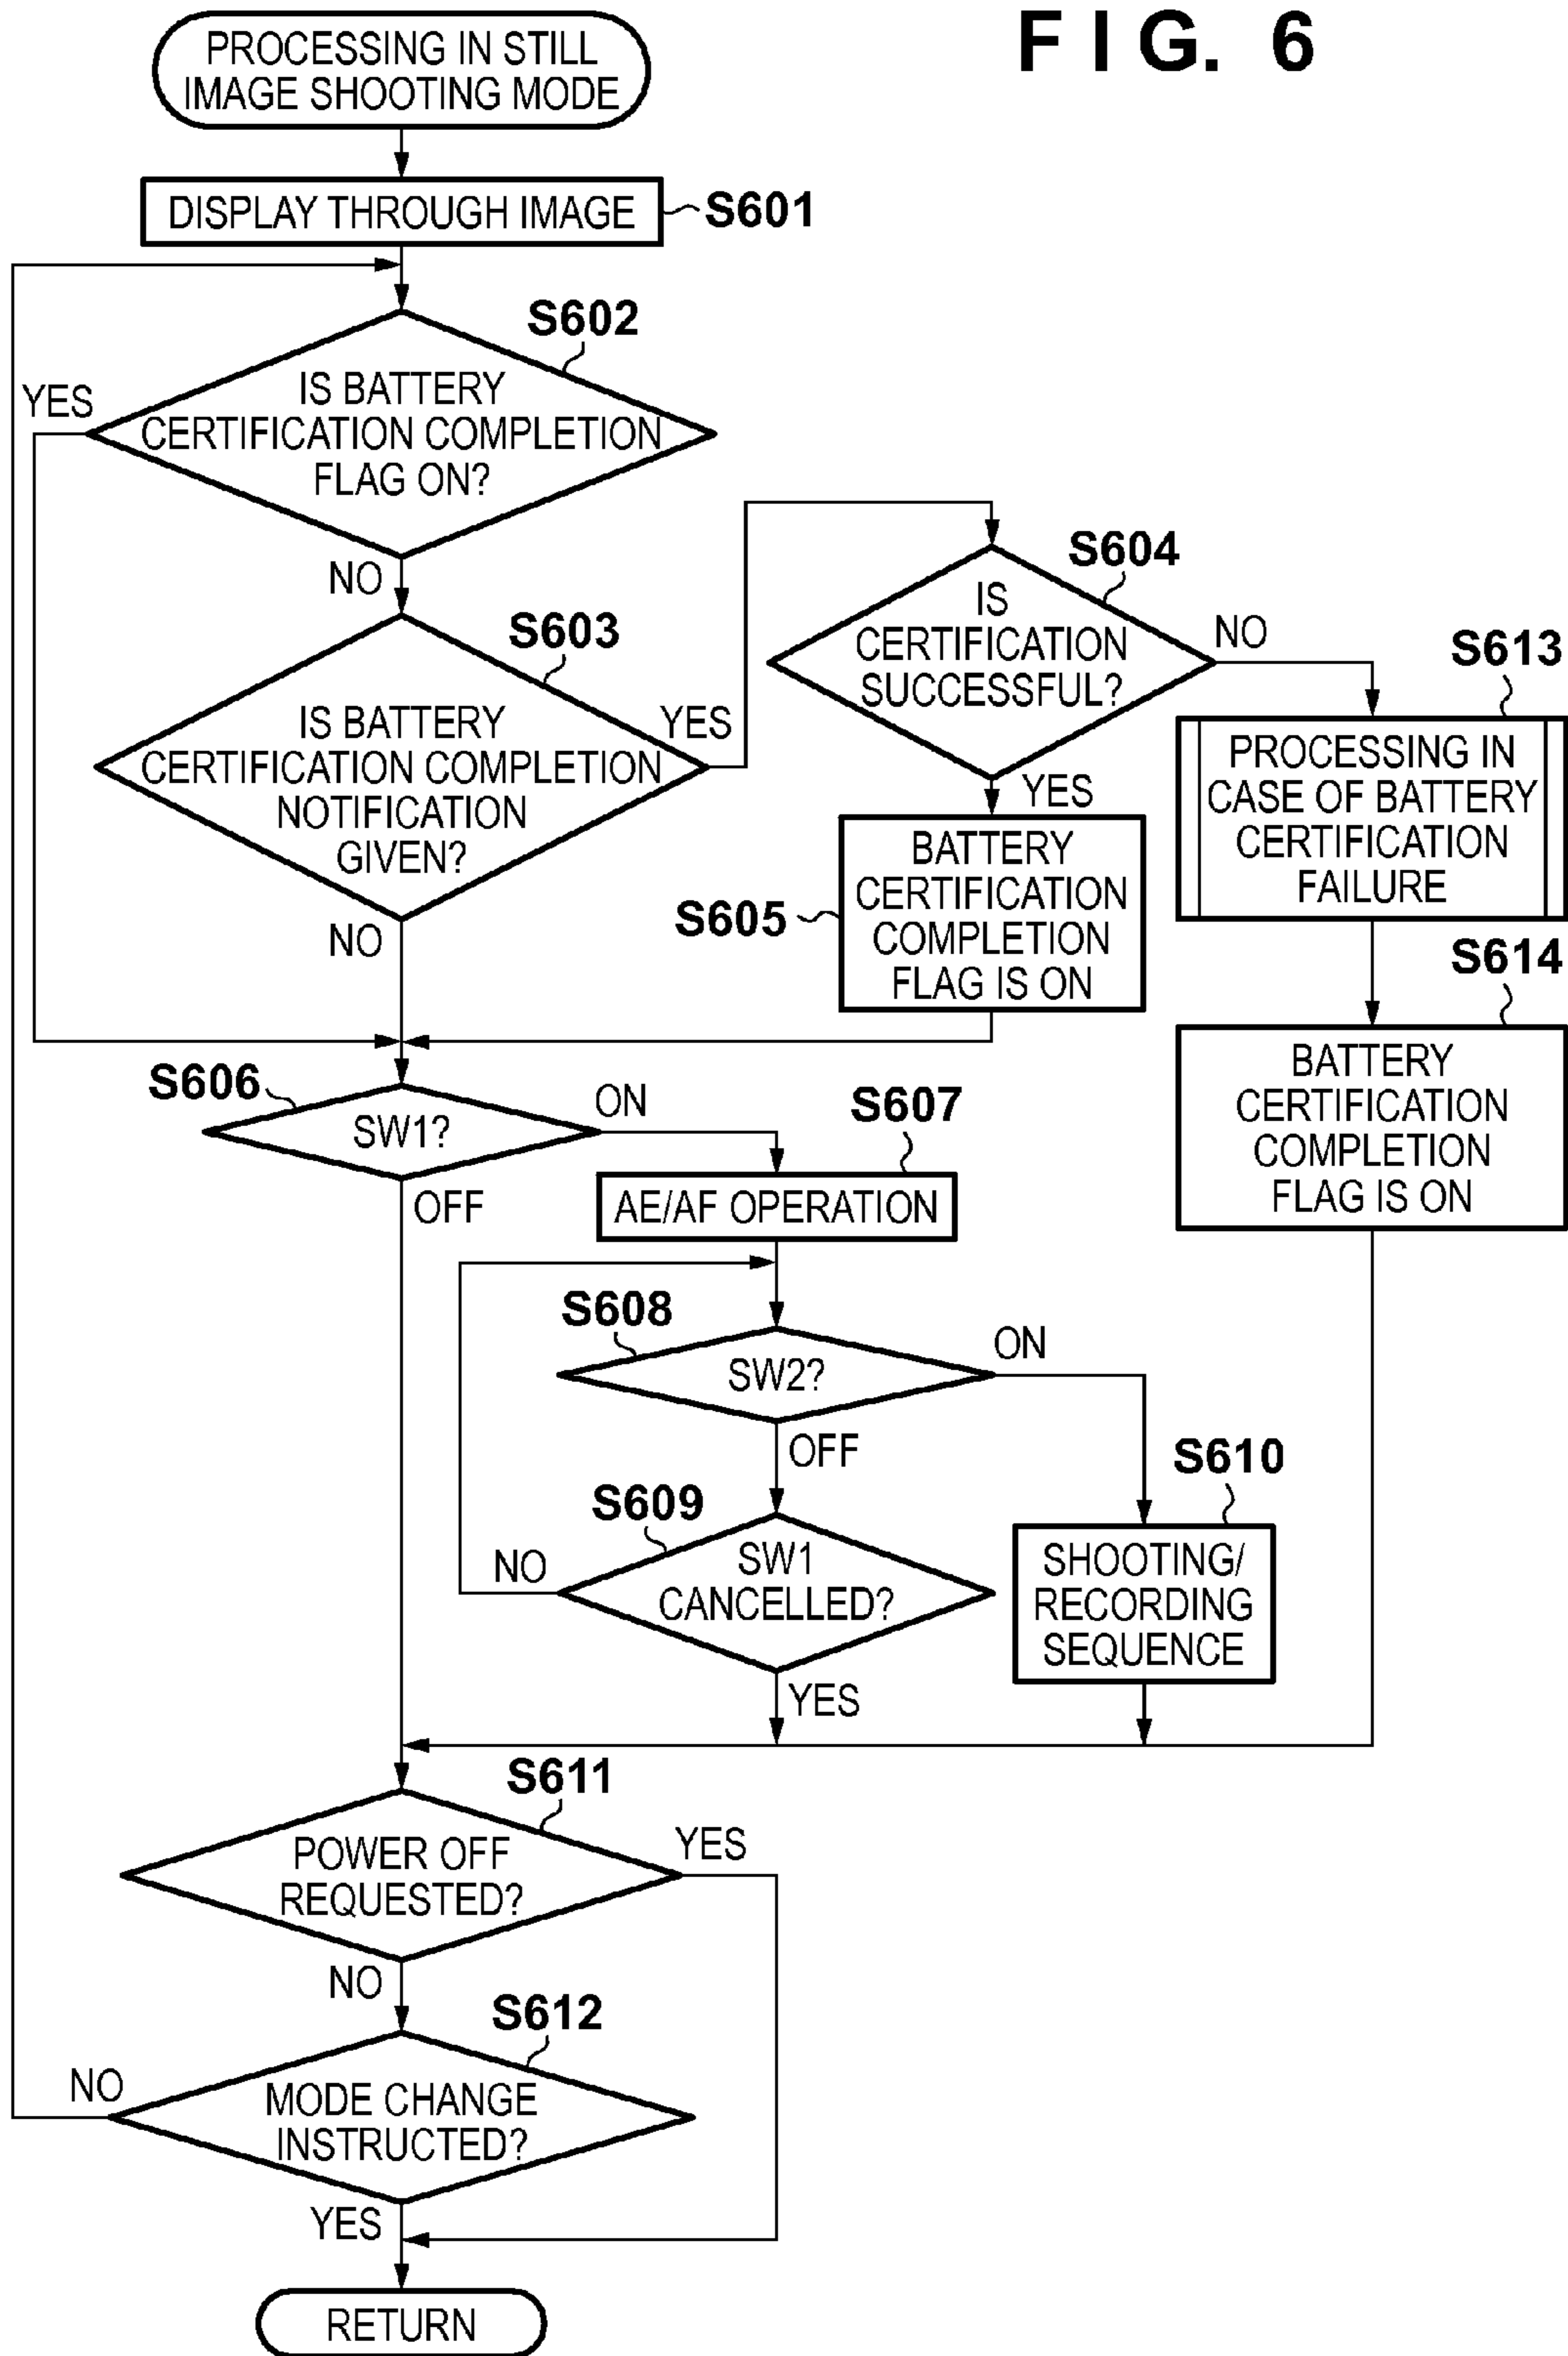 FIG. 6
PROCESSING IN STILL
IMAGE SHOOTING MODE
DISPLAY THROUGH IMAGE
S601
S602
IS BATTERY
CERTIFICATION COMPLETION
FLAG ON?
YES
NO
S603
IS BATTERY
CERTIFICATION COMPLETION
NOTIFICATION
GIVEN?
YES
NO
S604
IS
CERTIFICATION
SUCCESSFUL?
NO
YES
S613
PROCESSING IN
CASE OF BATTERY
CERTIFICATION
FAILURE
S605
BATTERY
CERTIFICATION
COMPLETION
FLAG IS ON
S614
BATTERY
CERTIFICATION
COMPLETION
FLAG IS ON
S606
SW1?
ON
OFF
S607
AE/AF OPERATION
S608
SW2?
ON
OFF
S609
SW1
CANCELLED?
NO
YES
S610
SHOOTING/
RECORDING
SEQUENCE
S611
POWER OFF
REQUESTED?
YES
NO
S612
MODE CHANGE
INSTRUCTED?
NO
YES
RETURN